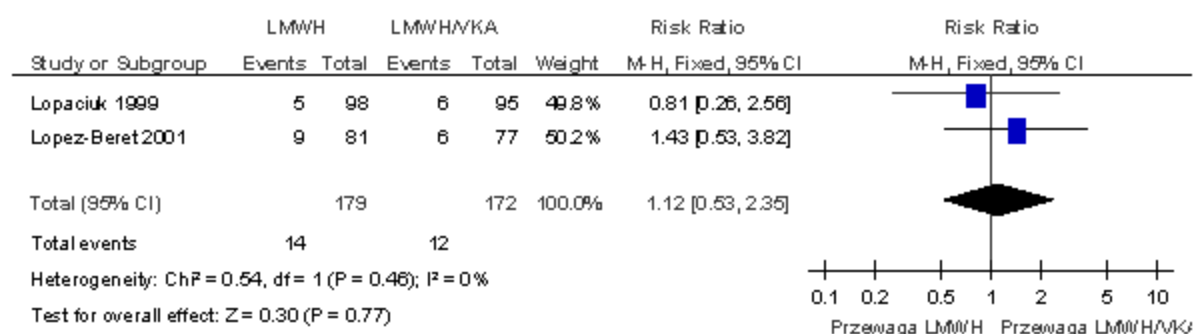 LMWH LMWH/VKA Risk Ratio Risk Ratio
Study or Subgroup Events Total Events Total Weight M-H, Fixed, 95% CI M-H, Fixed, 95% CI
Lopaciuk 1999 5 98 6 95 49.8% 0.81 [0.26, 2.56]
Lopez-Beret 2001 9 81 6 77 50.2% 1.43 [0.53, 3.82]
Total (95% CI) 179 172 100.0% 1.12 [0.53, 2.35]
Total events 14 12
Heterogeneity: Chi² = 0.54, df = 1 (P = 0.46); I² = 0%
Test for overall effect: Z = 0.30 (P = 0.77)
0.1 0.2 0.5 1 2 5 10
Przewaga LMWH Przewaga LMWH/VKA